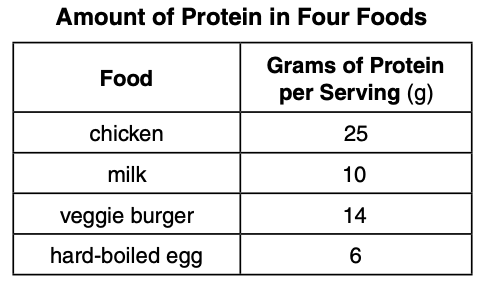 Amount of Protein in Four Foods
Food
Grams of Protein
per Serving (g)
chicken 25
milk 10
veggie burger 14
hard-boiled egg 6